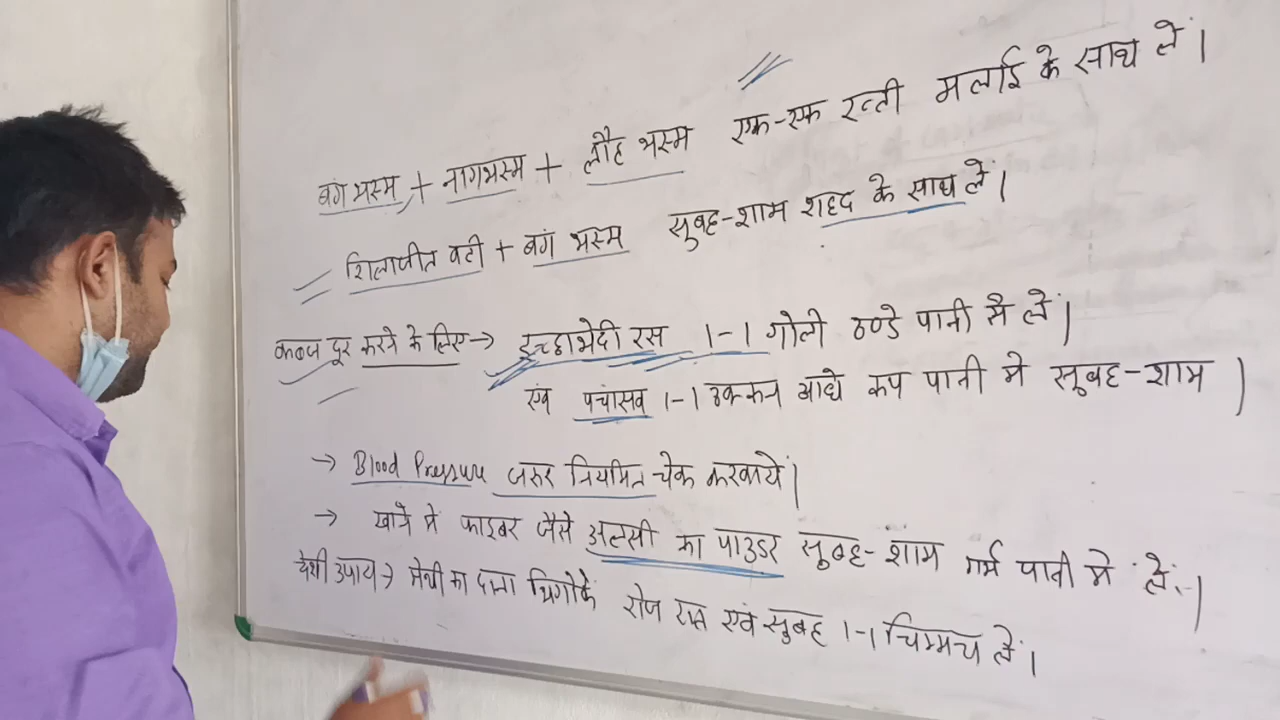 बंग भस्म + नागभस्म + लौह भस्म एक-एक रत्ती मलाई के साथ लें।
शिलाजीत वटी + बंग भस्म सुबह-शाम शहद के साथ लें।
कब्ज दूर करने के लिए → इच्छाभेदी रस 1-1 गोली ठण्डे पानी से लें।
एवं पंचासव 1-1 ढक्कन आधे कप पानी में सुबह-शाम।
→ Blood Pressure जरुर नियमित चेक करवायें।
→ खाने में फाइबर जैसे अलसी का पाउडर सुबह-शाम गर्म पानी में लें।
देशी उपाय → मेथी का दाना भिगोके रोज रात एवं सुबह 1-1 चिम्मच लें।